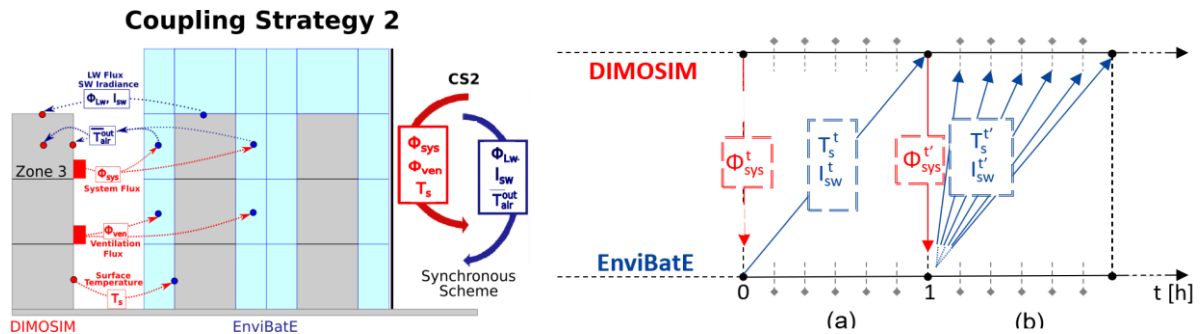 Coupling Strategy 2
LW Flux
SW Irradiance
Φ_Lw, I_sw
T̅_air^out
Zone 3
Φ_sys
System Flux
Φ_ven
Ventilation
Flux
Surface
Temperature
T_s
DIMOSIM
EnviBatE
CS2
Φ_sys
Φ_ven
T_s
Φ_Lw,
I_sw
T̅_air^out
Synchronous
Scheme
DIMOSIM
Φ_sys^t
T_s^t
I_sw^t
Φ_sys^t'
T_s^t'
I_sw^t'
EnviBatE
0
1
t [h]
(a)
(b)